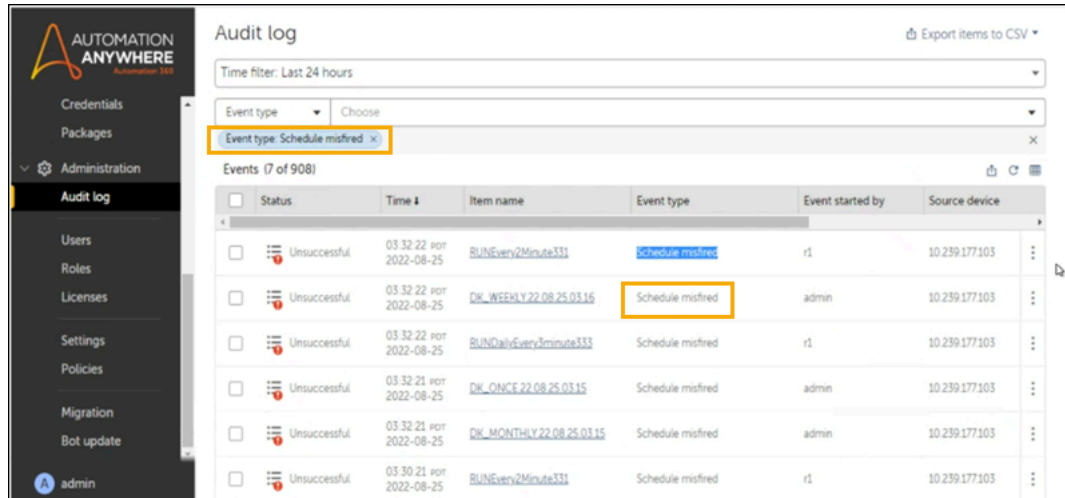 AUTOMATION
ANYWHERE
Automation 360
Credentials
Packages
Administration
Audit log
Users
Roles
Licenses
Settings
Policies
Migration
Bot update
A admin
Audit log
Export items to CSV
Time filter: Last 24 hours
Event type Choose
Event type: Schedule misfired ×
Events (7 of 908)
Status Time Item name Event type Event started by Source device
Unsuccessful 03:32:22 PDT 2022-08-25 RUNEvery2Minute331 Schedule misfired r1 10.239.177.103
Unsuccessful 03:32:22 PDT 2022-08-25 DK_WEEKLY.22.08.25.03.16 Schedule misfired admin 10.239.177.103
Unsuccessful 03:32:22 PDT 2022-08-25 RUNDailyEvery3minute333 Schedule misfired r1 10.239.177.103
Unsuccessful 03:32:21 PDT 2022-08-25 DK_ONCE.22.08.25.03.15 Schedule misfired admin 10.239.177.103
Unsuccessful 03:32:21 PDT 2022-08-25 DK_MONTHLY.22.08.25.03.15 Schedule misfired admin 10.239.177.103
Unsuccessful 03:30:21 PDT 2022-08-25 RUNEvery2Minute331 Schedule misfired r1 10.239.177.103